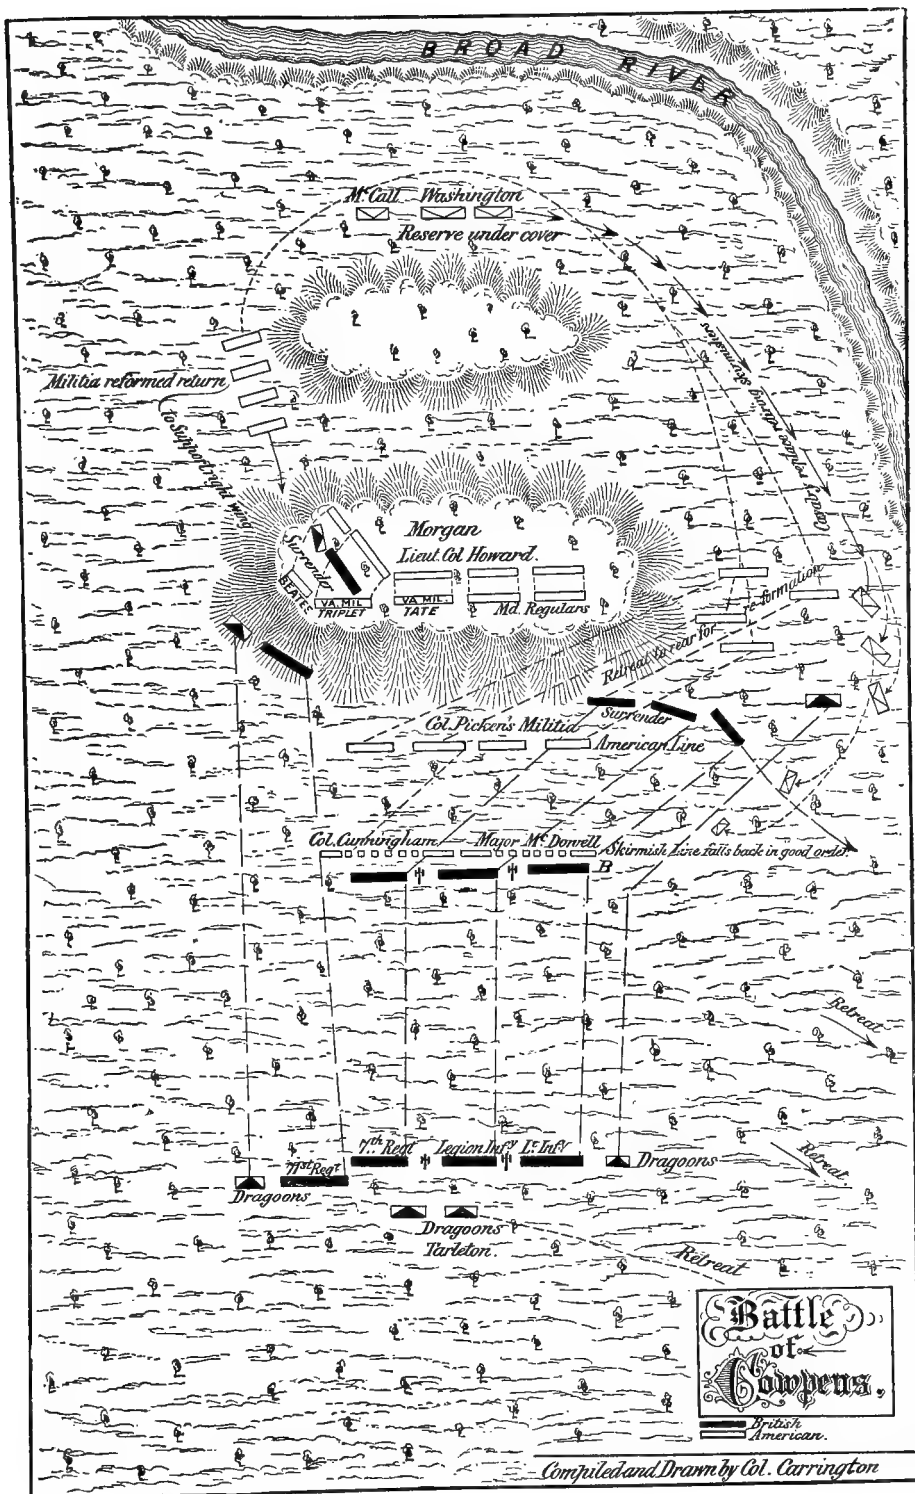 BROAD RIVER
McCall Washington
Reserve under cover
Militia reformed return
to Support right wing
Cavalry
Morgan
Lieut. Col. Howard.
Surrender
BEATES
VA. MIL.
TRIPLET
VA. MIL.
TATE
Md. Regulars
Retreat to rear for re-formation
Col. Picken's Militia
Surrender
American Line
Col. Cunningham
Major McDowell
Skirmish Line falls back in good order.
B
Retreat
7th Regt
Legion Infy
Lt. Infy
Retreat
71st Regt
Dragoons
Dragoons
Dragoons
Tarleton.
Retreat
Battle
of
Cowpens.
British
American.
Compiled and Drawn by Col. Carrington